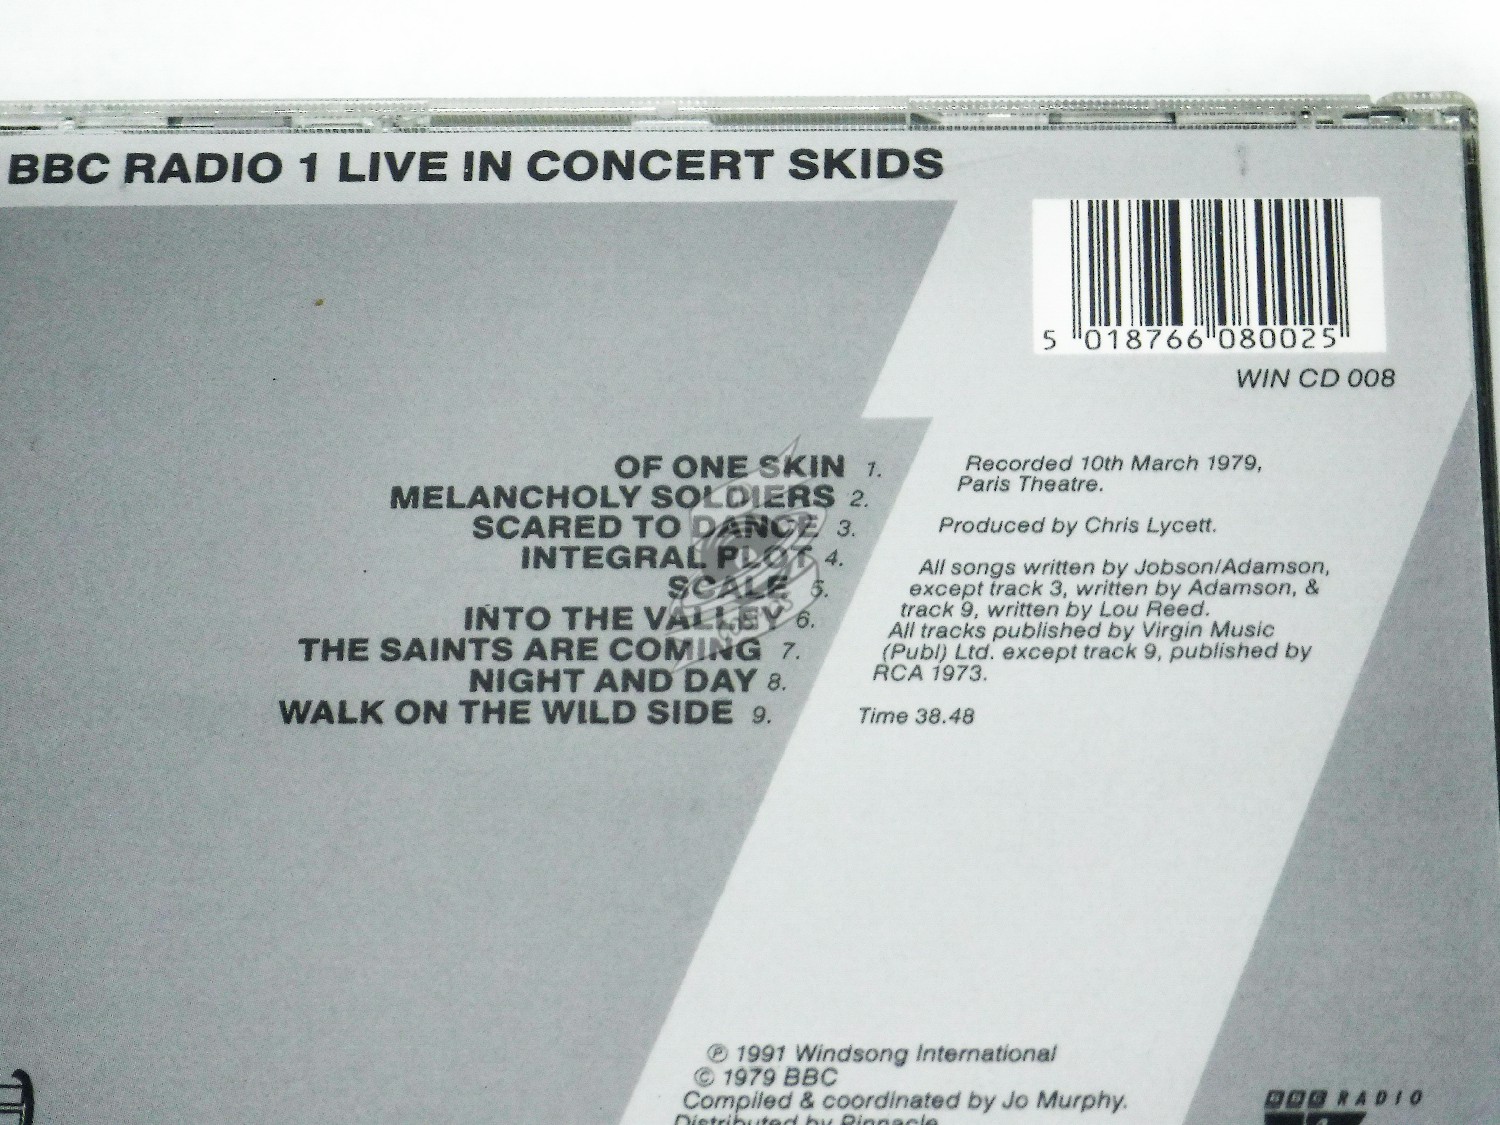 BBC RADIO 1 LIVE IN CONCERT SKIDS
5 018766 080025
WIN CD 008
OF ONE SKIN 1.
MELANCHOLY SOLDIERS 2.
SCARED TO DANCE 3.
INTEGRAL PLOT 4.
SCALE 5.
INTO THE VALLEY 6.
THE SAINTS ARE COMING 7.
NIGHT AND DAY 8.
WALK ON THE WILD SIDE 9.
Recorded 10th March 1979,
Paris Theatre.
Produced by Chris Lycett.
All songs written by Jobson/Adamson,
except track 3, written by Adamson, &
track 9, written by Lou Reed.
All tracks published by Virgin Music
(Publ) Ltd. except track 9, published by
RCA 1973.
Time 38.48
℗ 1991 Windsong International
© 1979 BBC
Compiled & coordinated by Jo Murphy.
Distributed by Pinnacle
BBC RADIO